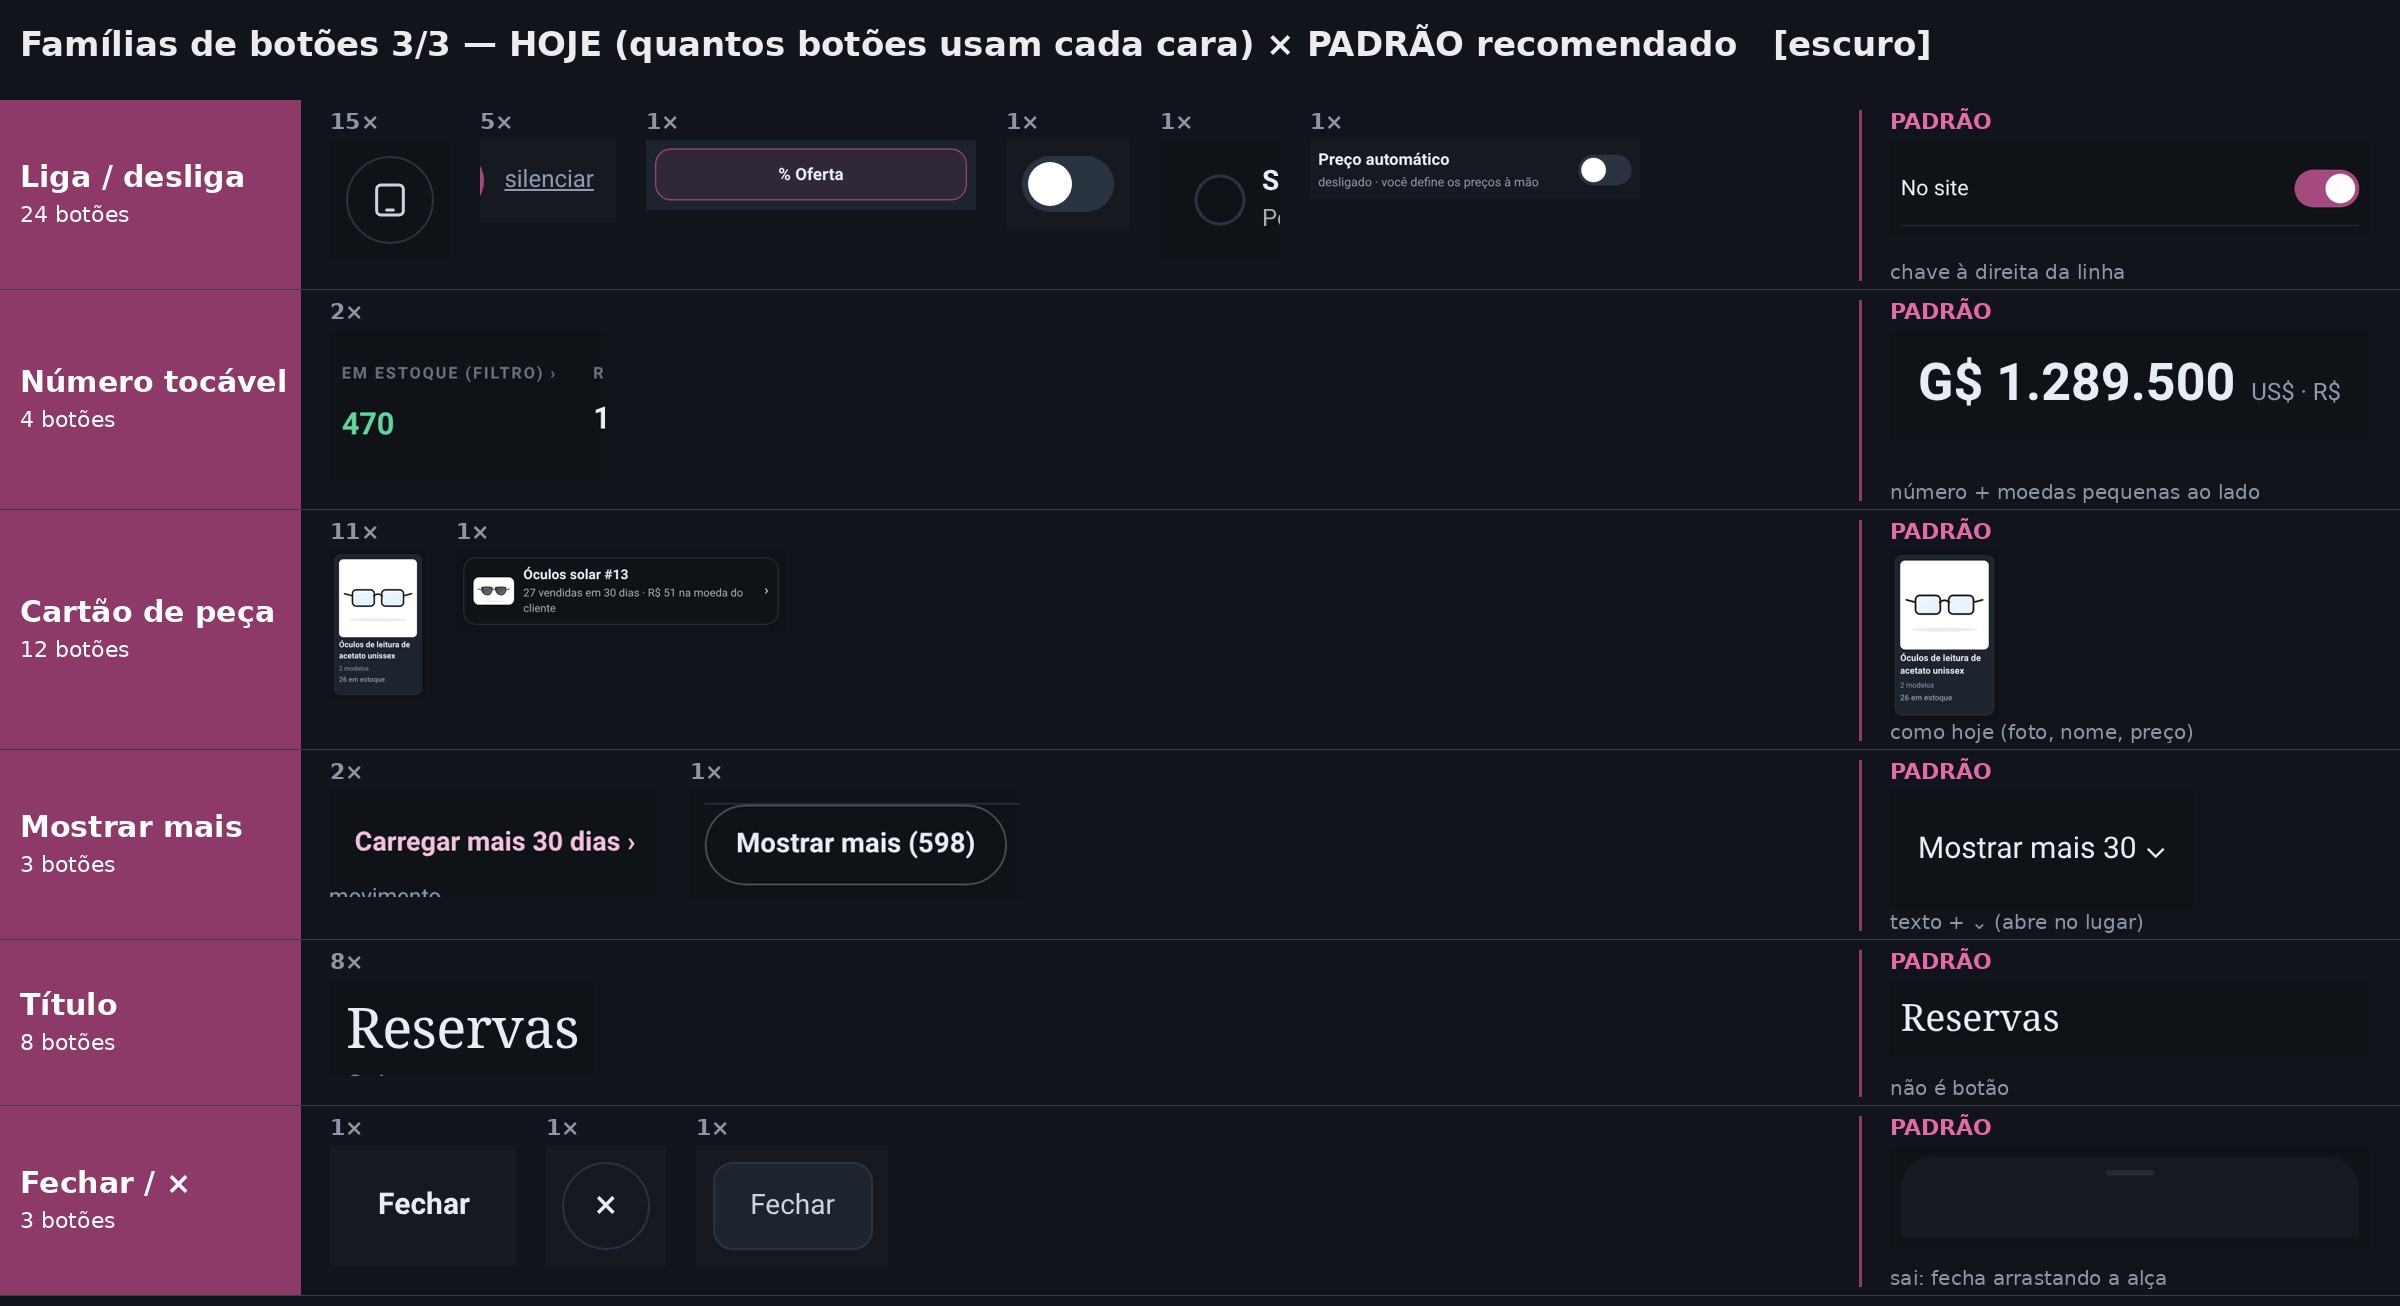 Famílias de botões 3/3 — HOJE (quantos botões usam cada cara) × PADRÃO recomendado [escuro]
Liga / desliga
24 botões
15×
5×
silenciar
1×
% Oferta
1×
1×
S
1×
Preço automático
desligado · você define os preços à mão
PADRÃO
No site
chave à direita da linha
Número tocável
4 botões
2×
EM ESTOQUE (FILTRO) › R
470 1
PADRÃO
G$ 1.289.500 US$ · R$
número + moedas pequenas ao lado
Cartão de peça
12 botões
11×
Óculos de leitura de
acetato unissex
2 modelos
26 em estoque
1×
Óculos solar #13
27 vendidas em 30 dias · R$ 51 na moeda do
cliente
›
PADRÃO
Óculos de leitura de
acetato unissex
2 modelos
26 em estoque
como hoje (foto, nome, preço)
Mostrar mais
3 botões
2×
Carregar mais 30 dias ›
movimento
1×
Mostrar mais (598)
PADRÃO
Mostrar mais 30 ⌄
texto + ⌄ (abre no lugar)
Título
8 botões
8×
Reservas
PADRÃO
Reservas
não é botão
Fechar / ×
3 botões
1×
Fechar
1×
×
1×
Fechar
PADRÃO
sai: fecha arrastando a alça